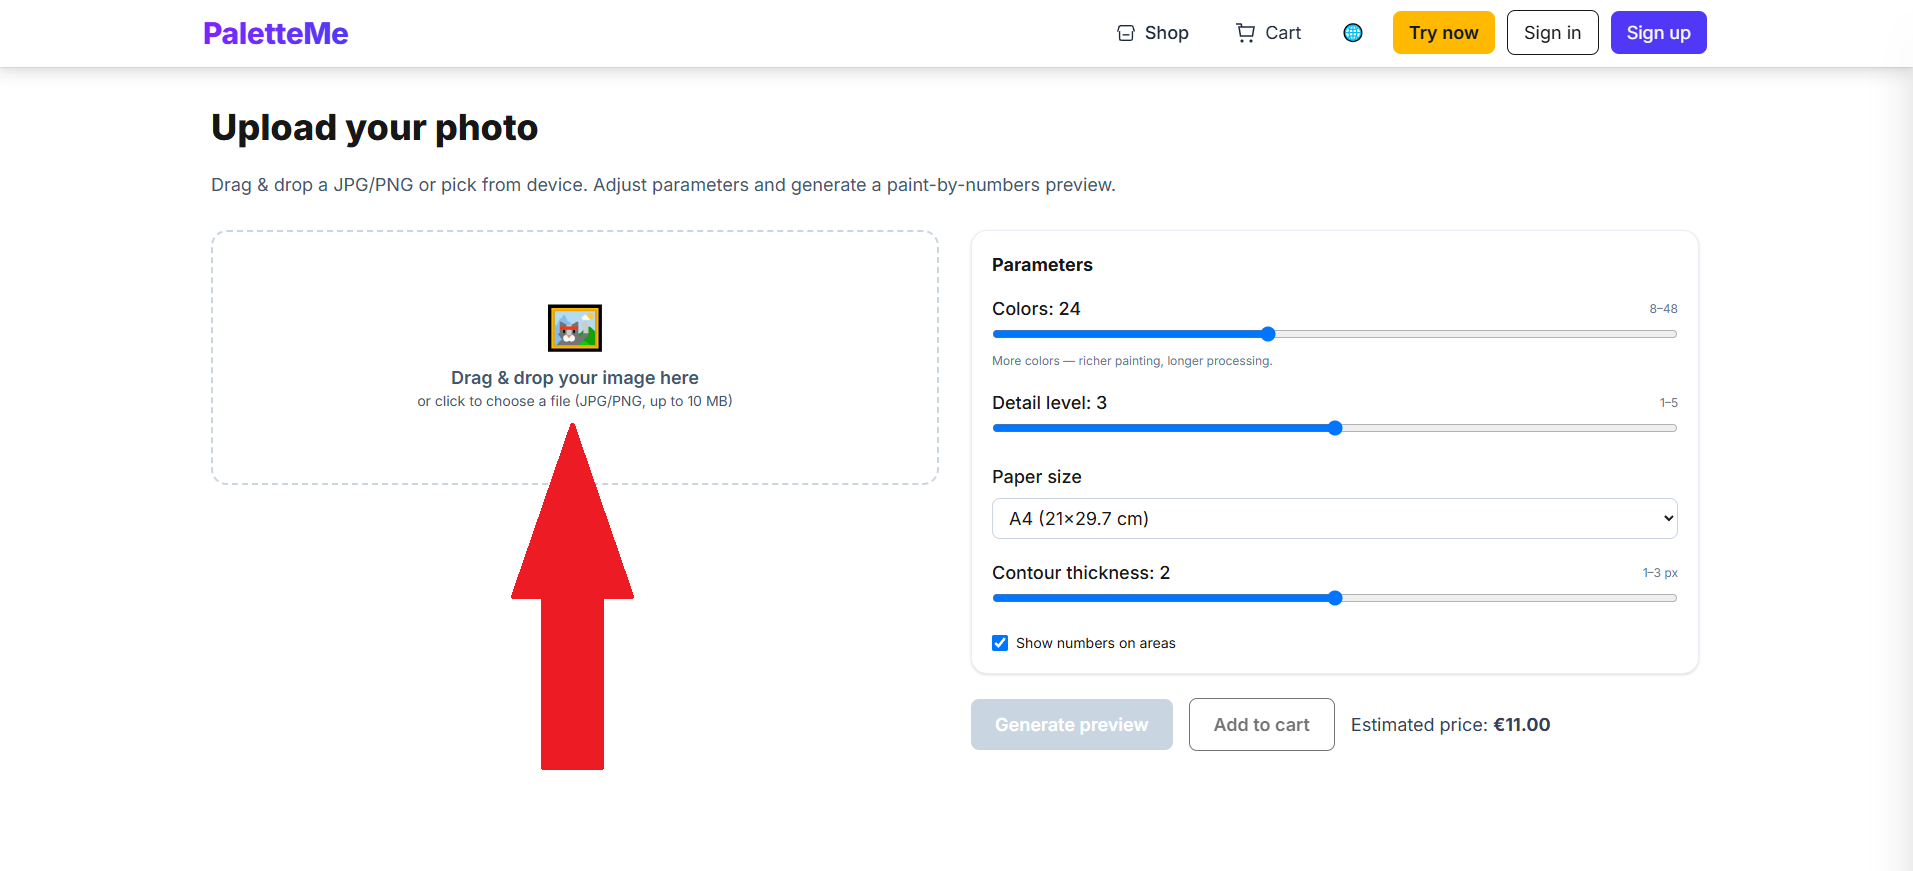 PaletteMe
Shop
Cart
Try now
Sign in
Sign up
Upload your photo
Drag & drop a JPG/PNG or pick from device. Adjust parameters and generate a paint-by-numbers preview.
Drag & drop your image here
or click to choose a file (JPG/PNG, up to 10 MB)
Parameters
Colors: 24
8–48
More colors — richer painting, longer processing.
Detail level: 3
1–5
Paper size
A4 (21×29.7 cm)
Contour thickness: 2
1–3 px
Show numbers on areas
Generate preview
Add to cart
Estimated price: €11.00